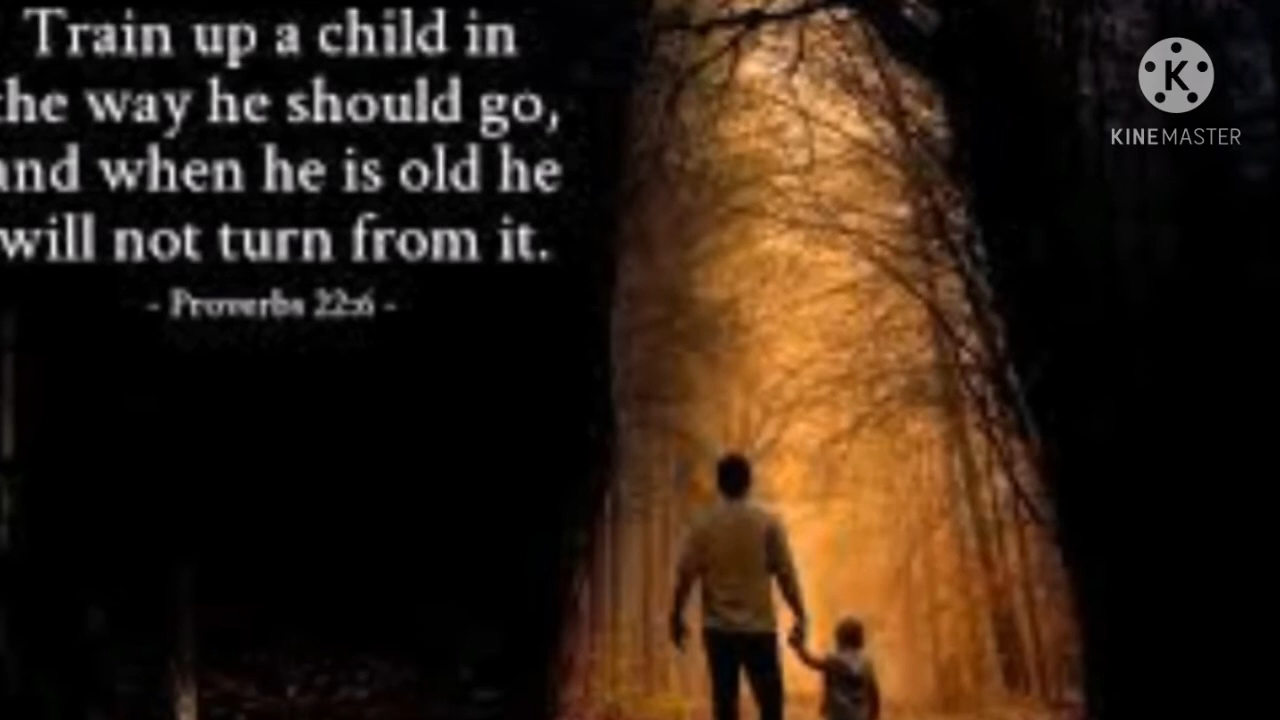 Train up a child in
he way he should go,
and when he is old he
will not turn from it.
- Proverbs 22:6 -
K
KINEMASTER